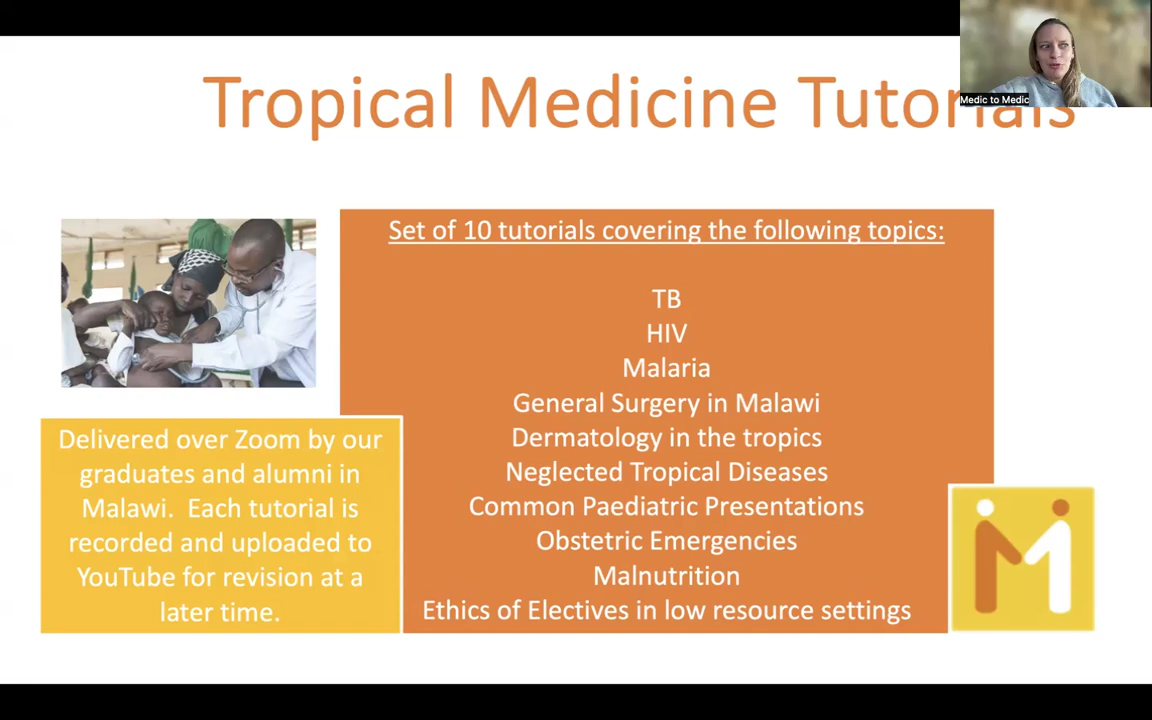 Tropical Medicine Tutorials
Medic to Medic
Set of 10 tutorials covering the following topics:
TB
HIV
Malaria
General Surgery in Malawi
Dermatology in the tropics
Neglected Tropical Diseases
Common Paediatric Presentations
Obstetric Emergencies
Malnutrition
Ethics of Electives in low resource settings
Delivered over Zoom by our
graduates and alumni in
Malawi.  Each tutorial is
recorded and uploaded to
YouTube for revision at a
later time.